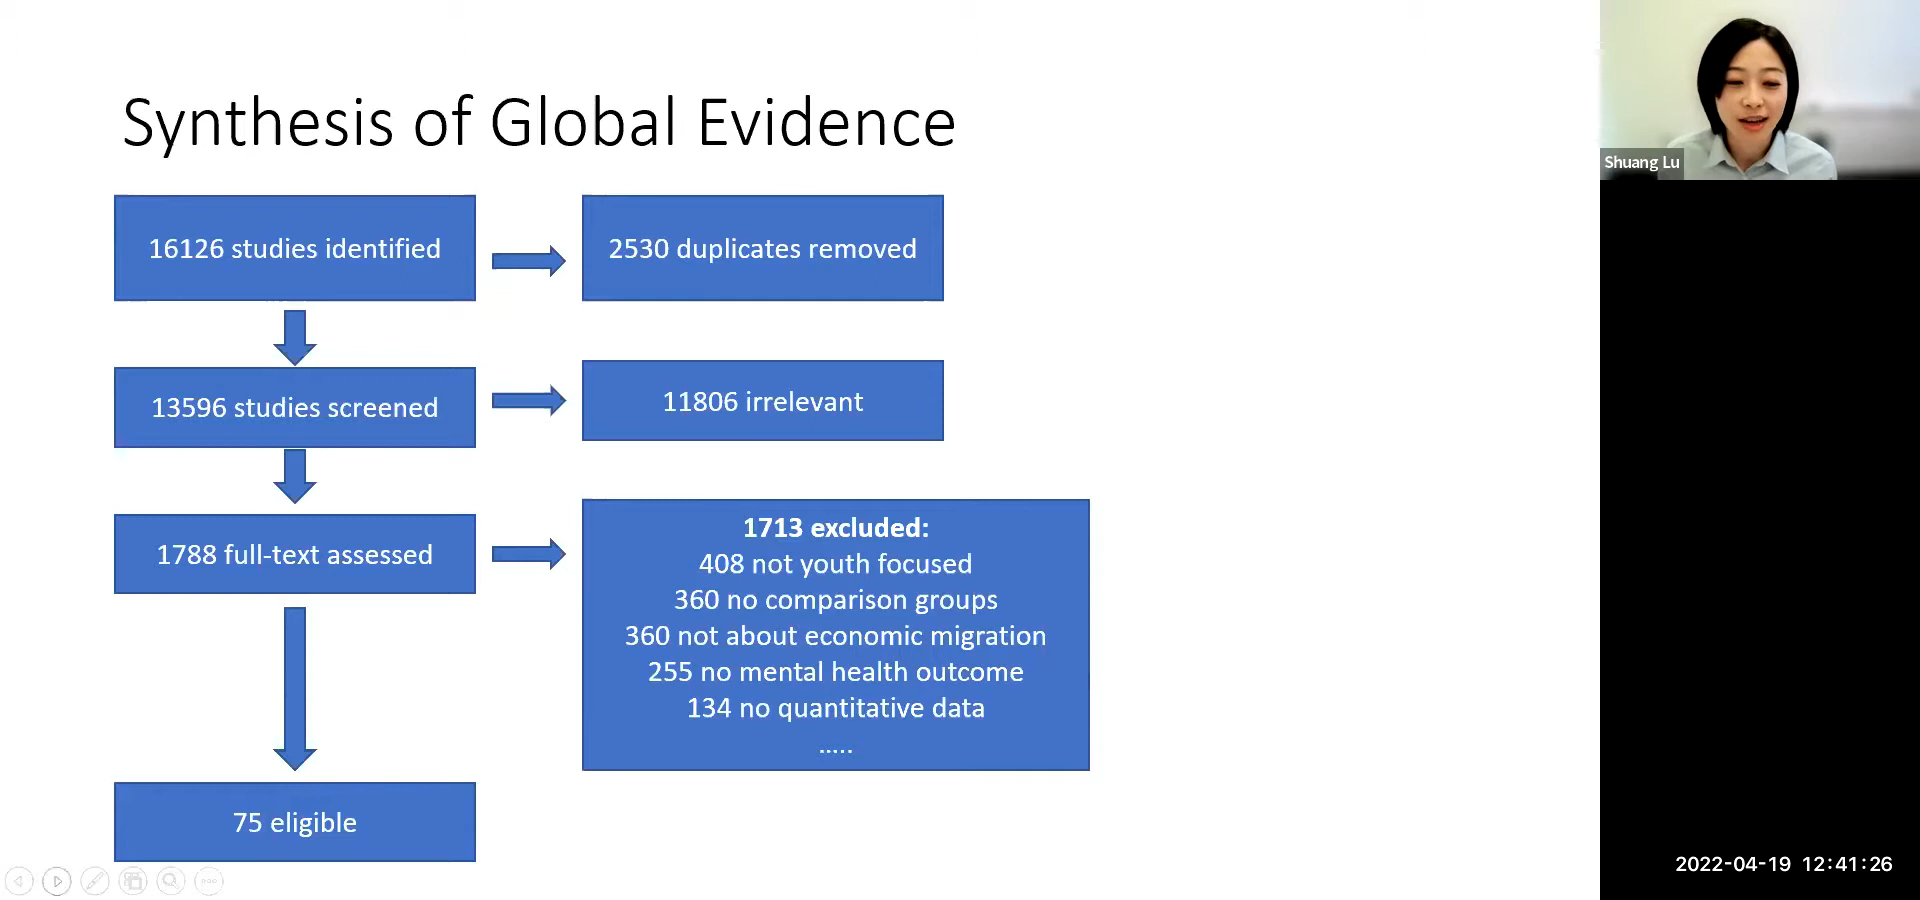 Synthesis of Global Evidence
16126 studies identified
2530 duplicates removed
13596 studies screened
11806 irrelevant
1788 full-text assessed
1713 excluded:
408 not youth focused
360 no comparison groups
360 not about economic migration
255 no mental health outcome
134 no quantitative data
.....
75 eligible
Shuang Lu
2022-04-19 12:41:26